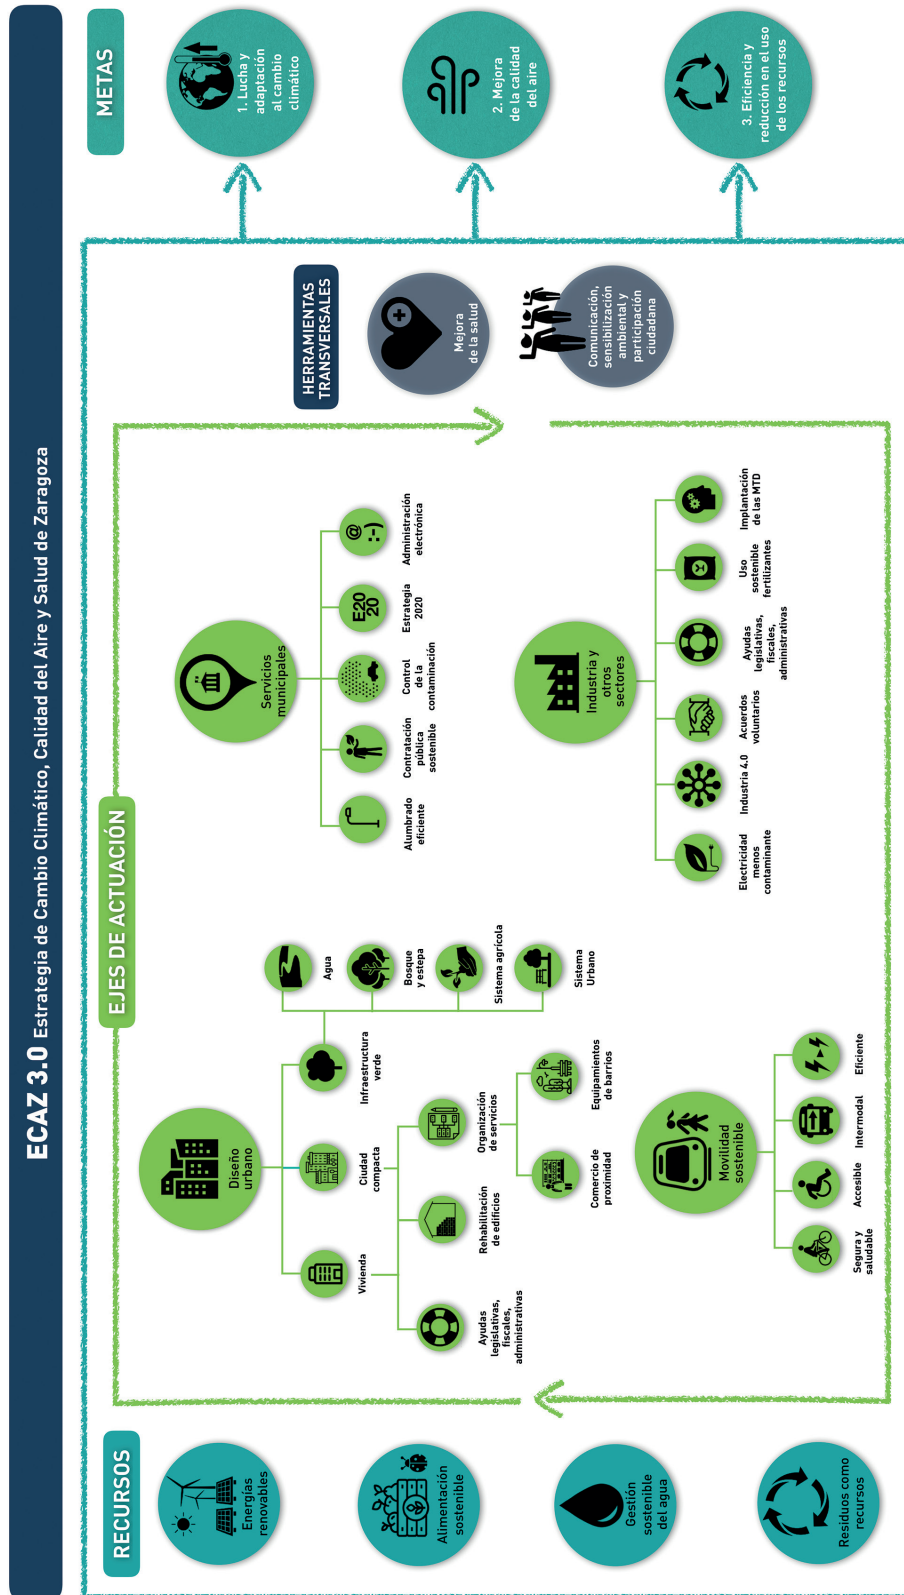 ECAZ 3.0 Estrategia de Cambio Climático, Calidad del Aire y Salud de Zaragoza
RECURSOS
Energías
renovables
Alimentación
sostenible
Gestión
sostenible
del agua
Residuos como
recursos
EJES DE ACTUACIÓN
Diseño
urbano
Vivienda
Ciudad
compacta
Infraestructura
verde
Agua
Bosque
y estepa
Sistema agrícola
Sistema
Urbano
Ayudas
legislativas,
fiscales,
administrativas
Rehabilitación
de edificios
Organización
de servicios
Comercio de
proximidad
Equipamientos
de barrios
Servicios
municipales
Alumbrado
eficiente
Contratación
pública
sostenible
Control
de la
contaminación
E20
20
Estrategia
2020
@
:-)
Administración
electrónica
Movilidad
sostenible
Segura y
saludable
Accesible
Intermodal
Eficiente
Industria y
otros
sectores
Electricidad
menos
contaminante
Industria 4.0
Acuerdos
voluntarios
Ayudas
legislativas,
fiscales,
administrativas
Uso
sostenible
fertilizantes
Implantación
de las MTD
HERRAMIENTAS
TRANSVERSALES
Mejora
de la salud
Comunicación,
sensibilización
ambiental y
participación
ciudadana
METAS
1. Lucha y
adaptación
al cambio
climático
2. Mejora
de la calidad
del aire
3. Eficiencia y
reducción en el uso
de los recursos